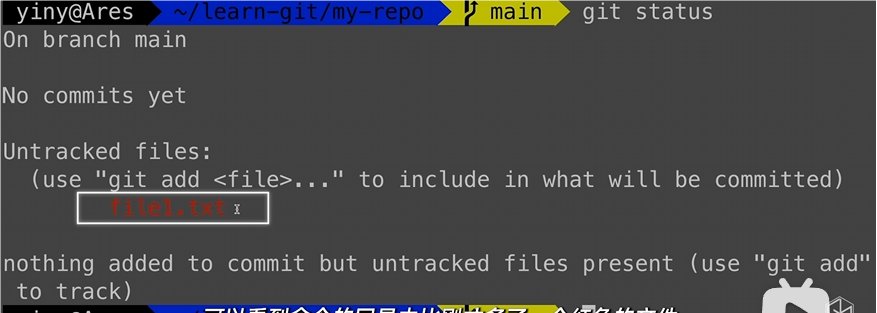 yiny@Ares ~/learn-git/my-repo main git status
On branch main
No commits yet
Untracked files:
(use "git add <file>..." to include in what will be committed)
file1.txt
nothing added to commit but untracked files present (use "git add"
to track)